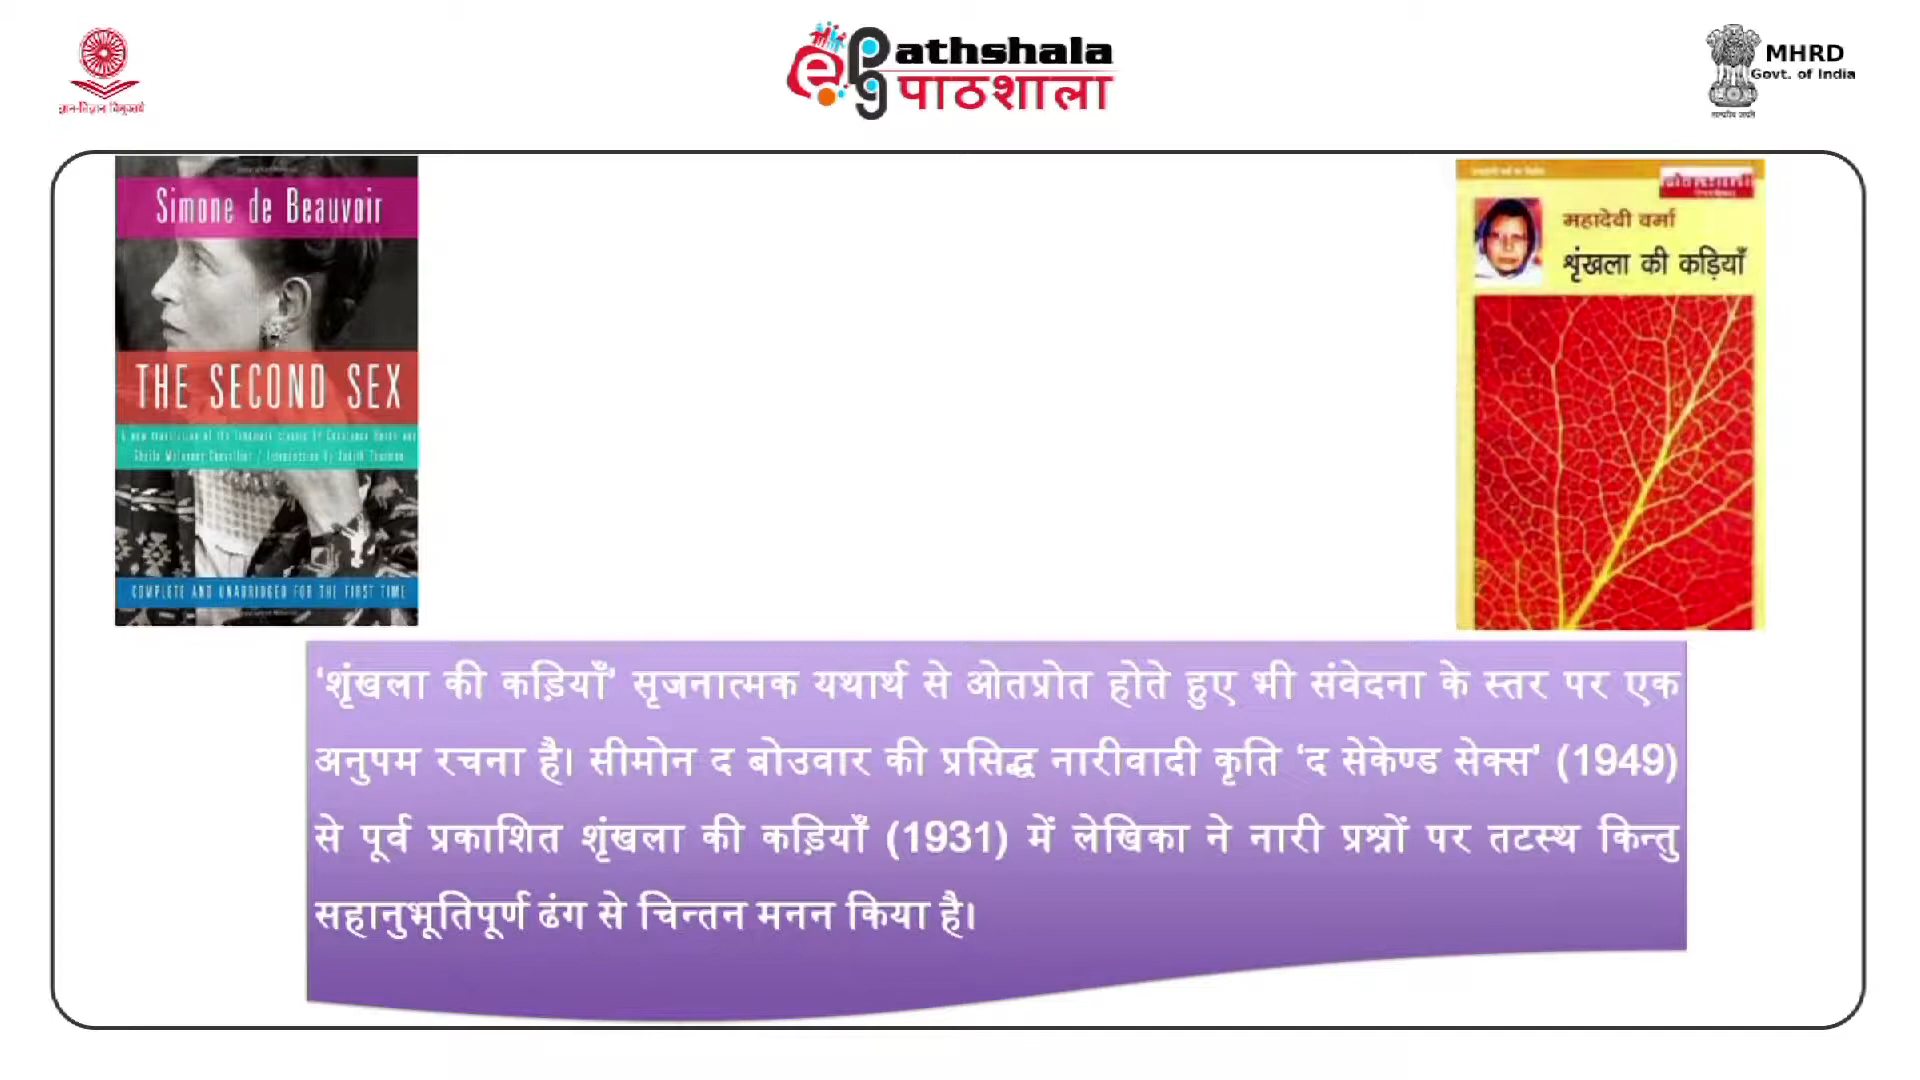 ज्ञान-विज्ञान विमुक्तये
athshala
पाठशाला
MHRD
Govt. of India
Simone de Beauvoir
THE SECOND SEX
COMPLETE AND UNABRIDGED FOR THE FIRST TIME
महादेवी वर्मा
शृंखला की कड़ियाँ
‘शृंखला की कड़ियाँ’ सृजनात्मक यथार्थ से ओतप्रोत होते हुए भी संवेदना के स्तर पर एक
अनुपम रचना है। सीमोन द बोउवार की प्रसिद्ध नारीवादी कृति ‘द सेकेण्ड सेक्स’ (1949)
से पूर्व प्रकाशित शृंखला की कड़ियाँ (1931) में लेखिका ने नारी प्रश्नों पर तटस्थ किन्तु
सहानुभूतिपूर्ण ढंग से चिन्तन मनन किया है।